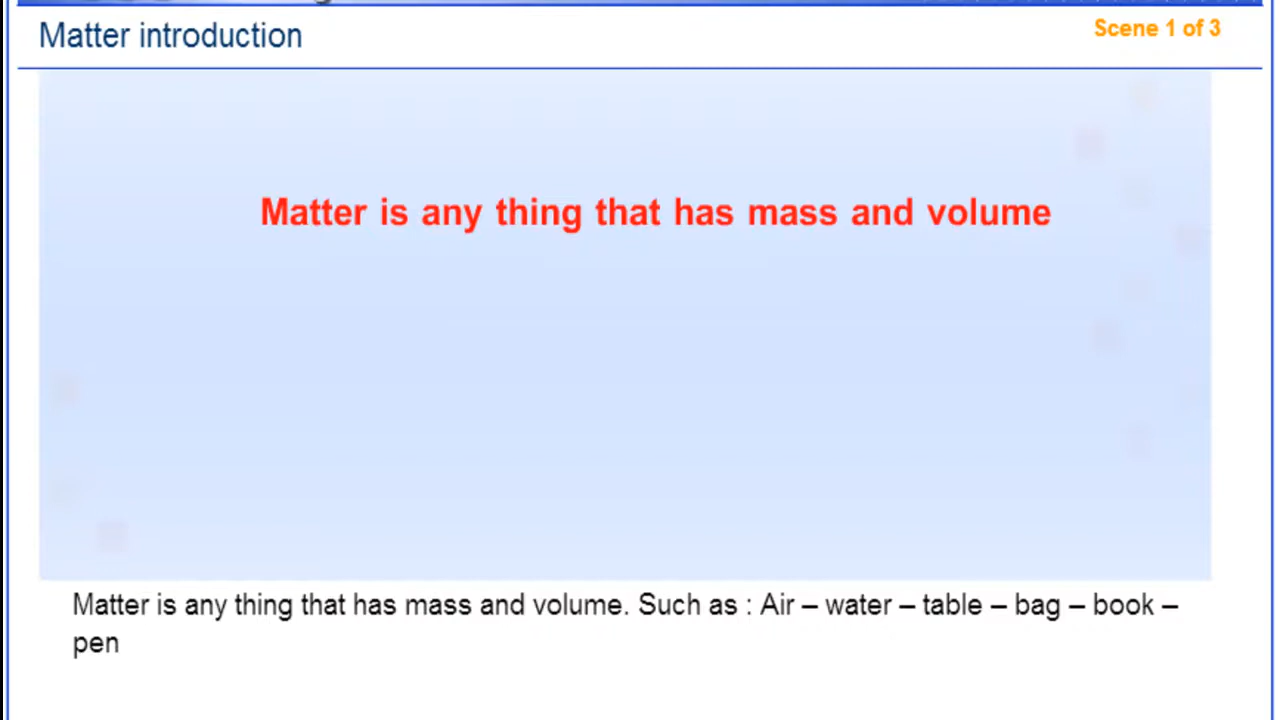 Matter introduction
Scene 1 of 3
Matter is any thing that has mass and volume
Matter is any thing that has mass and volume. Such as : Air – water – table – bag – book –
pen